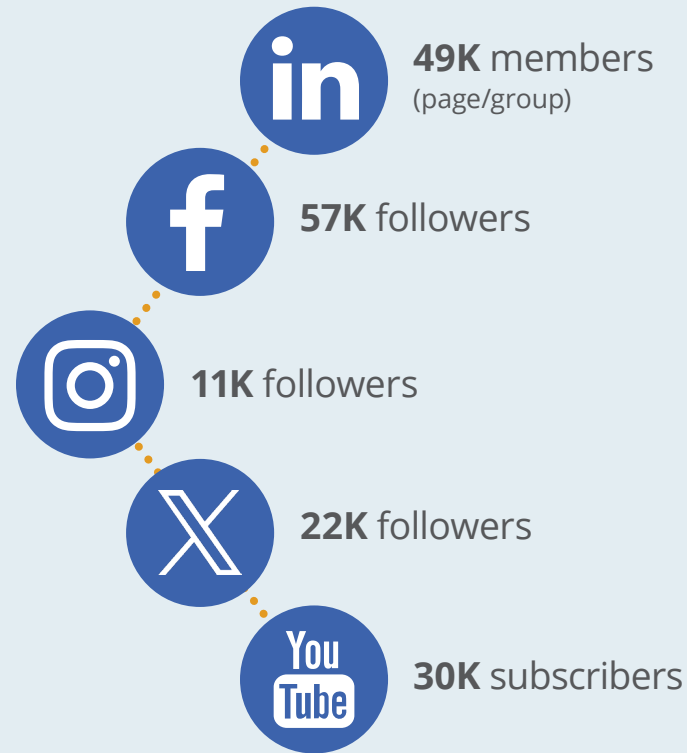 in
49K members
(page/group)
f
57K followers
11K followers
X
22K followers
You
Tube
30K subscribers